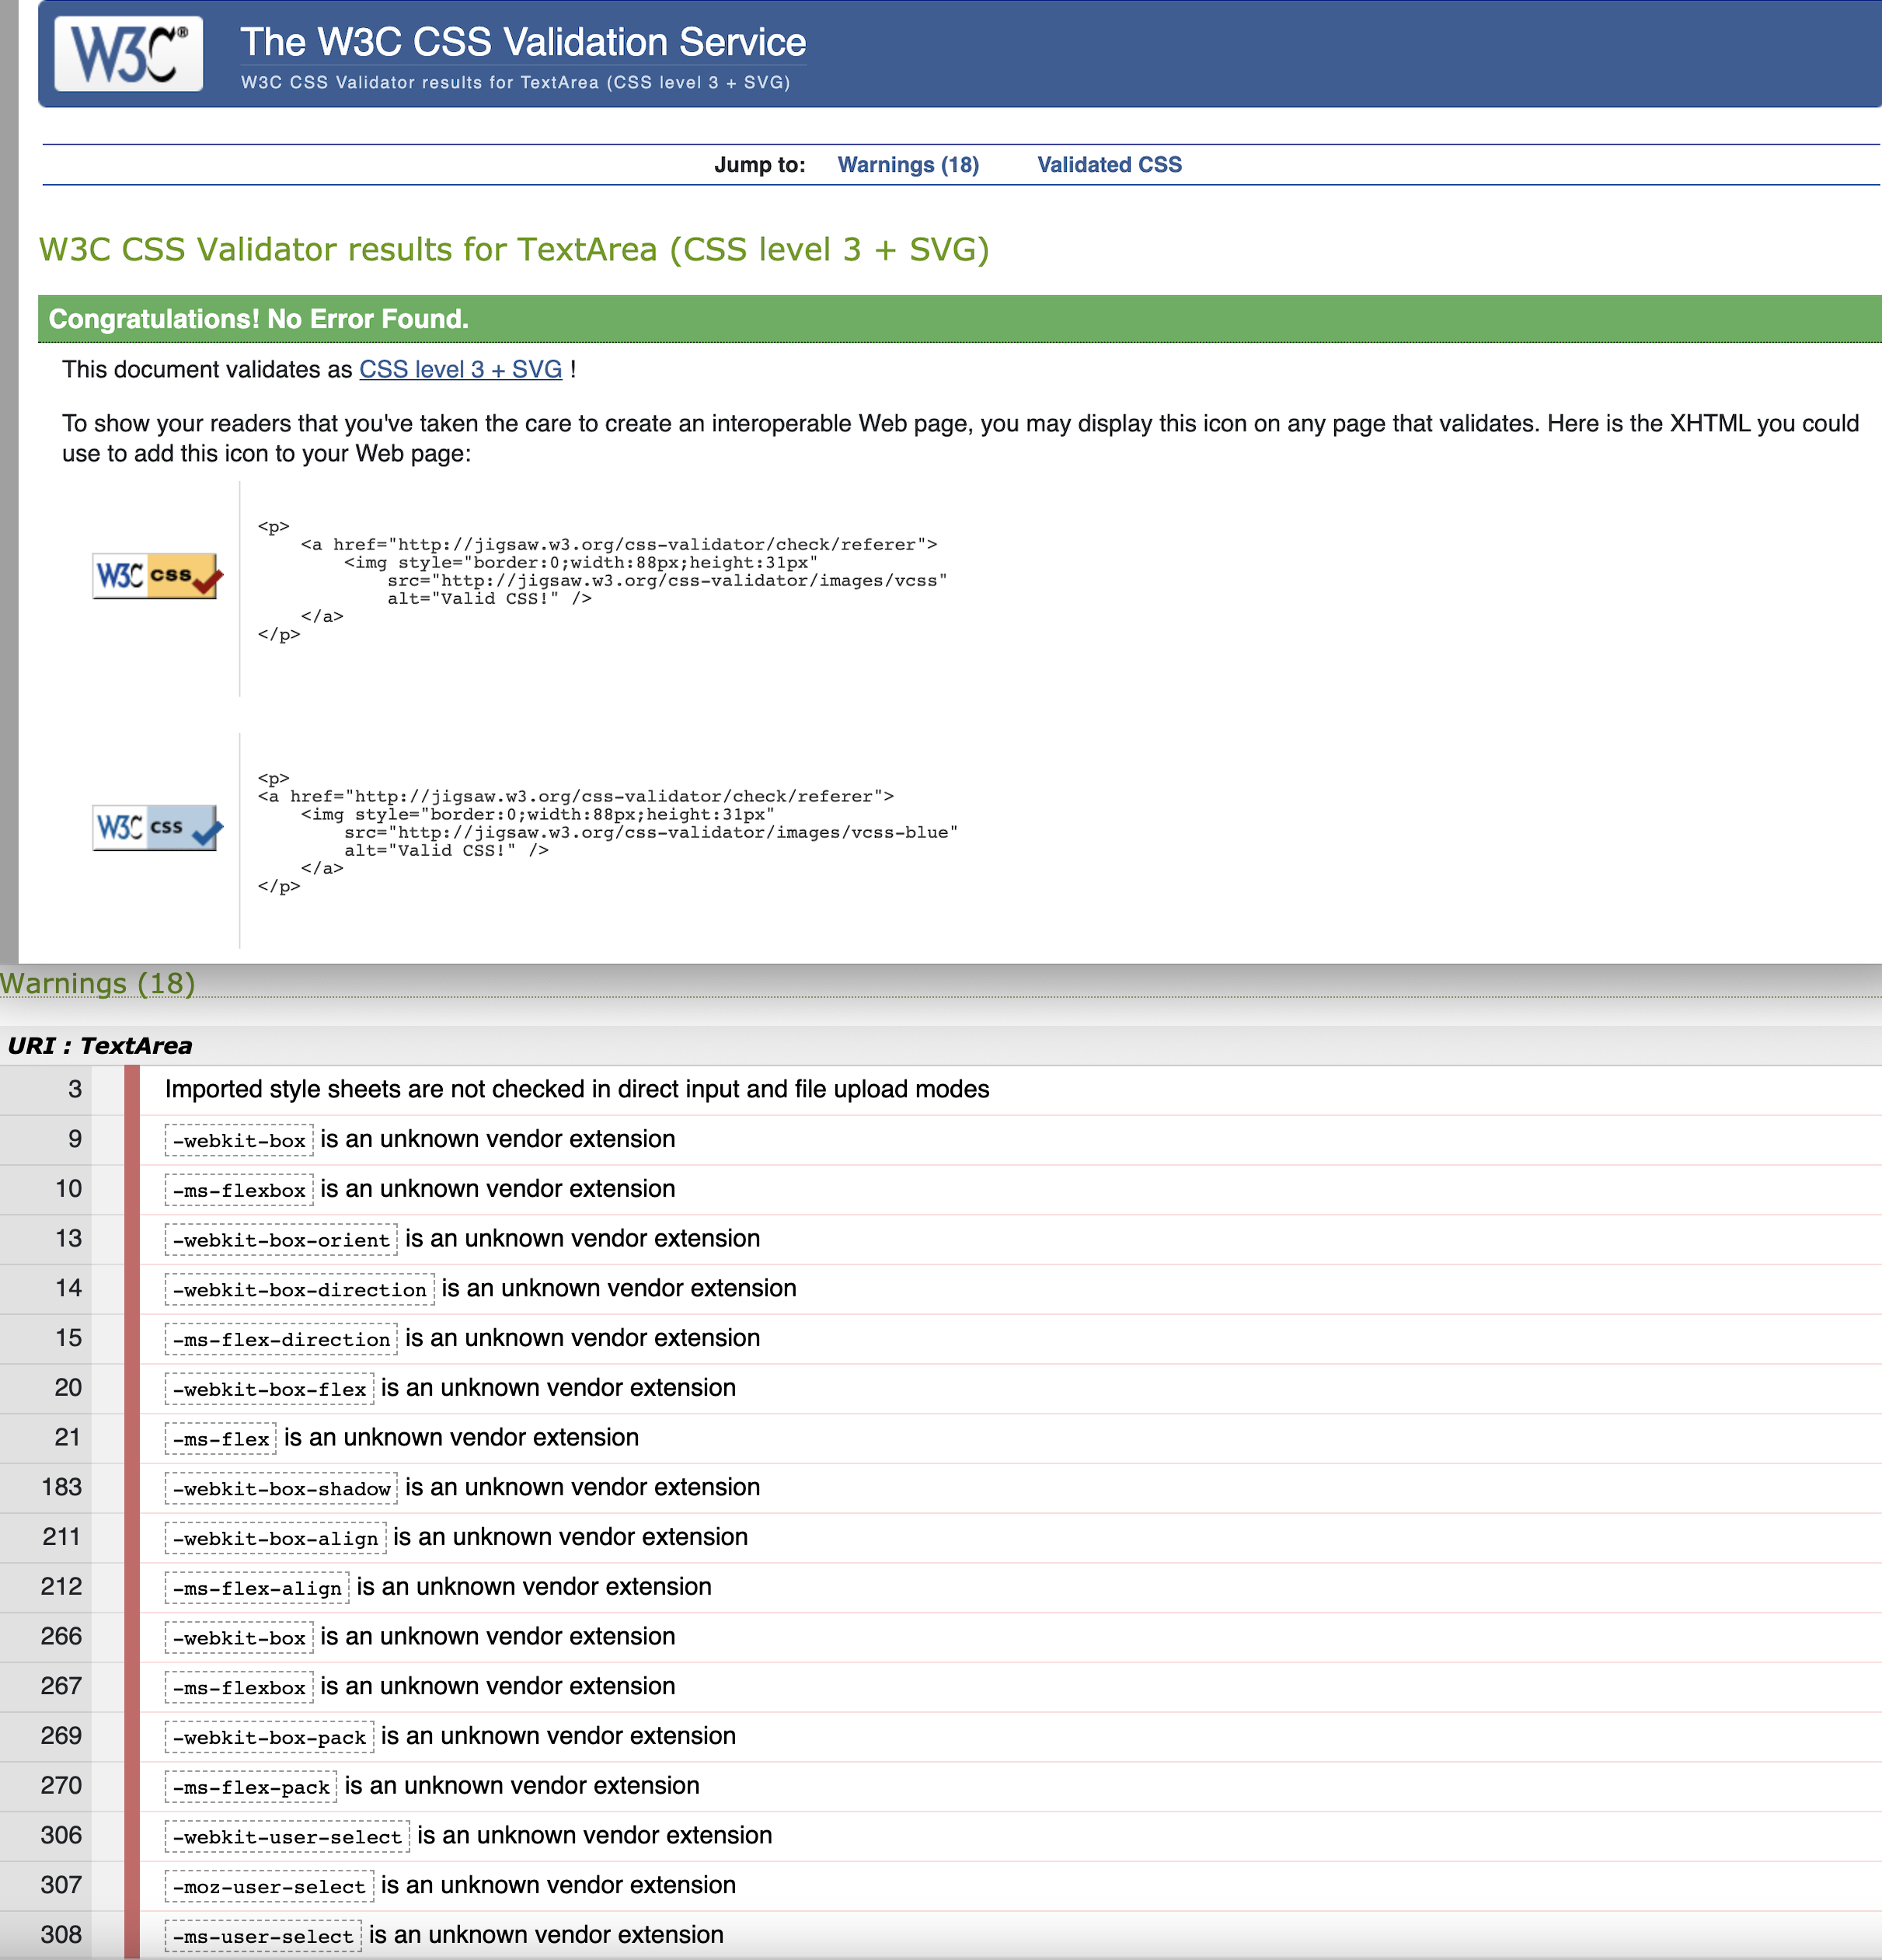 W3C®
The W3C CSS Validation Service
W3C CSS Validator results for TextArea (CSS level 3 + SVG)
Jump to: Warnings (18) Validated CSS
W3C CSS Validator results for TextArea (CSS level 3 + SVG)
Congratulations! No Error Found.
This document validates as CSS level 3 + SVG !
To show your readers that you've taken the care to create an interoperable Web page, you may display this icon on any page that validates. Here is the XHTML you could
use to add this icon to your Web page:
W3C css
<p>
<a href="http://jigsaw.w3.org/css-validator/check/referer">
<img style="border:0;width:88px;height:31px"
src="http://jigsaw.w3.org/css-validator/images/vcss"
alt="Valid CSS!" />
</a>
</p>
W3C css
<p>
<a href="http://jigsaw.w3.org/css-validator/check/referer">
<img style="border:0;width:88px;height:31px"
src="http://jigsaw.w3.org/css-validator/images/vcss-blue"
alt="Valid CSS!" />
</a>
</p>
Warnings (18)
URI : TextArea
3 Imported style sheets are not checked in direct input and file upload modes
9 -webkit-box is an unknown vendor extension
10 -ms-flexbox is an unknown vendor extension
13 -webkit-box-orient is an unknown vendor extension
14 -webkit-box-direction is an unknown vendor extension
15 -ms-flex-direction is an unknown vendor extension
20 -webkit-box-flex is an unknown vendor extension
21 -ms-flex is an unknown vendor extension
183 -webkit-box-shadow is an unknown vendor extension
211 -webkit-box-align is an unknown vendor extension
212 -ms-flex-align is an unknown vendor extension
266 -webkit-box is an unknown vendor extension
267 -ms-flexbox is an unknown vendor extension
269 -webkit-box-pack is an unknown vendor extension
270 -ms-flex-pack is an unknown vendor extension
306 -webkit-user-select is an unknown vendor extension
307 -moz-user-select is an unknown vendor extension
308 -ms-user-select is an unknown vendor extension